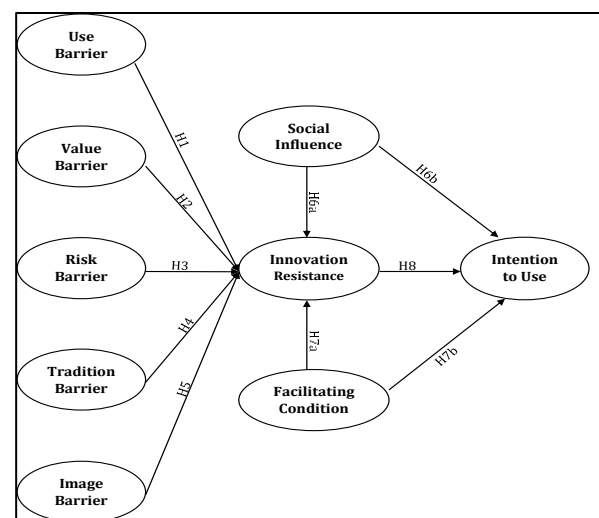 Use
Barrier
H1
Value
Barrier
H2
Risk
Barrier
H3
Tradition
Barrier
H4
Image
Barrier
H5
Social
Influence
H6a
H6b
Innovation
Resistance
H8
Intention
to Use
H7a
H7b
Facilitating
Condition